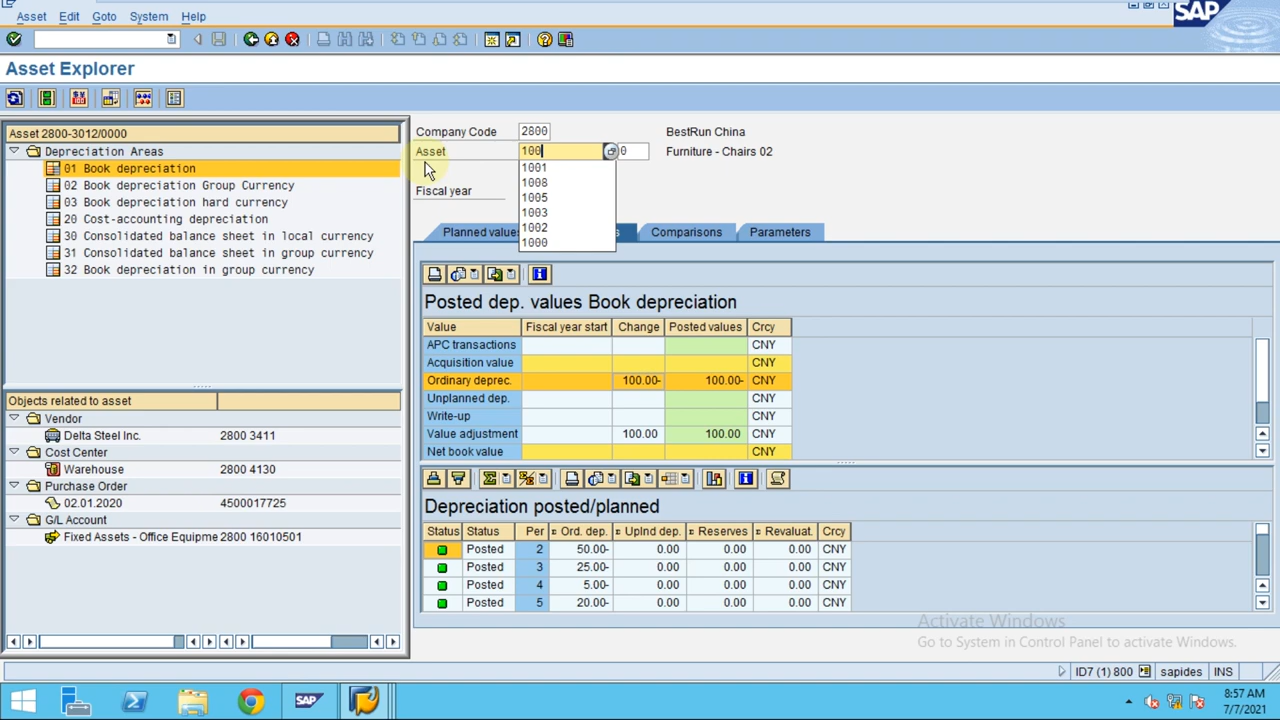 Asset Edit Goto System Help
SAP
Asset Explorer
Asset 2800-3012/0000
Depreciation Areas
01 Book depreciation
02 Book depreciation Group Currency
03 Book depreciation hard currency
20 Cost-accounting depreciation
30 Consolidated balance sheet in local currency
31 Consolidated balance sheet in group currency
32 Book depreciation in group currency
Objects related to asset
Vendor
Delta Steel Inc. 2800 3411
Cost Center
Warehouse 2800 4130
Purchase Order
02.01.2020 4500017725
G/L Account
Fixed Assets - Office Equipme 2800 16010501
Company Code 2800 BestRun China
Asset 100 0 Furniture - Chairs 02
Fiscal year
1001
1008
1005
1003
1002
1000
Planned values s Comparisons Parameters
Posted dep. values Book depreciation
Value Fiscal year start Change Posted values Crcy
APC transactions CNY
Acquisition value CNY
Ordinary deprec. 100.00- 100.00- CNY
Unplanned dep. CNY
Write-up CNY
Value adjustment 100.00 100.00 CNY
Net book value CNY
Depreciation posted/planned
Status Status Per Σ Ord. dep. Σ Uplnd dep. Σ Reserves Σ Revaluat. Crcy
Posted 2 50.00- 0.00 0.00 0.00 CNY
Posted 3 25.00- 0.00 0.00 0.00 CNY
Posted 4 5.00- 0.00 0.00 0.00 CNY
Posted 5 20.00- 0.00 0.00 0.00 CNY
Activate Windows
Go to System in Control Panel to activate Windows.
ID7 (1) 800 sapides INS
SAP
8:57 AM
7/7/2021